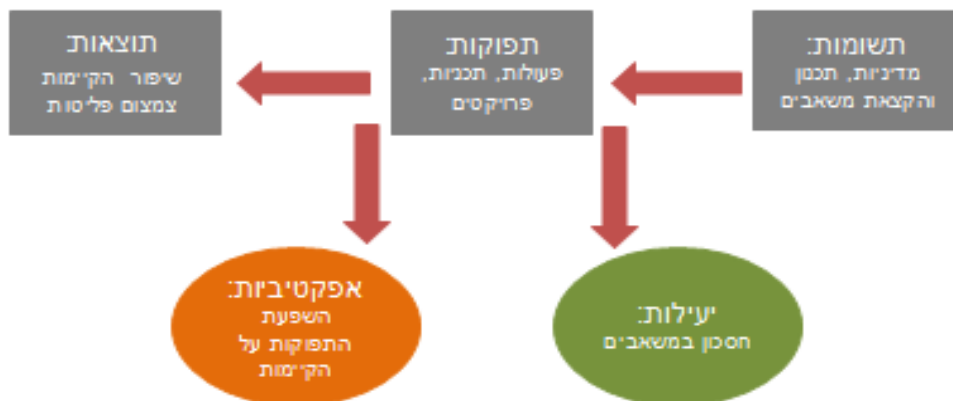 תשומות:
מדיניות, תכנון
והקצאת משאבים
תפוקות:
פעולות, תכניות,
פרויקטים
תוצאות:
שיפור הקיימות
צמצום פליטות
יעילות:
חסכון במשאבים
אפקטיביות:
השפעת
התפוקות על
הקיימות